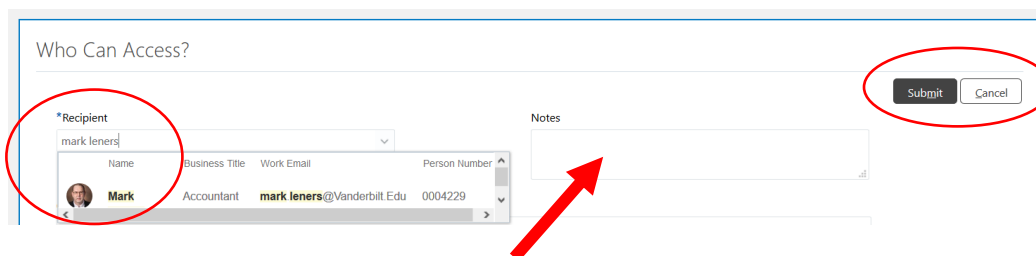 Who Can Access?
Submit Cancel
*Recipient
mark leners
Name Business Title Work Email Person Number
Mark Accountant mark leners@Vanderbilt.Edu 0004229
Notes